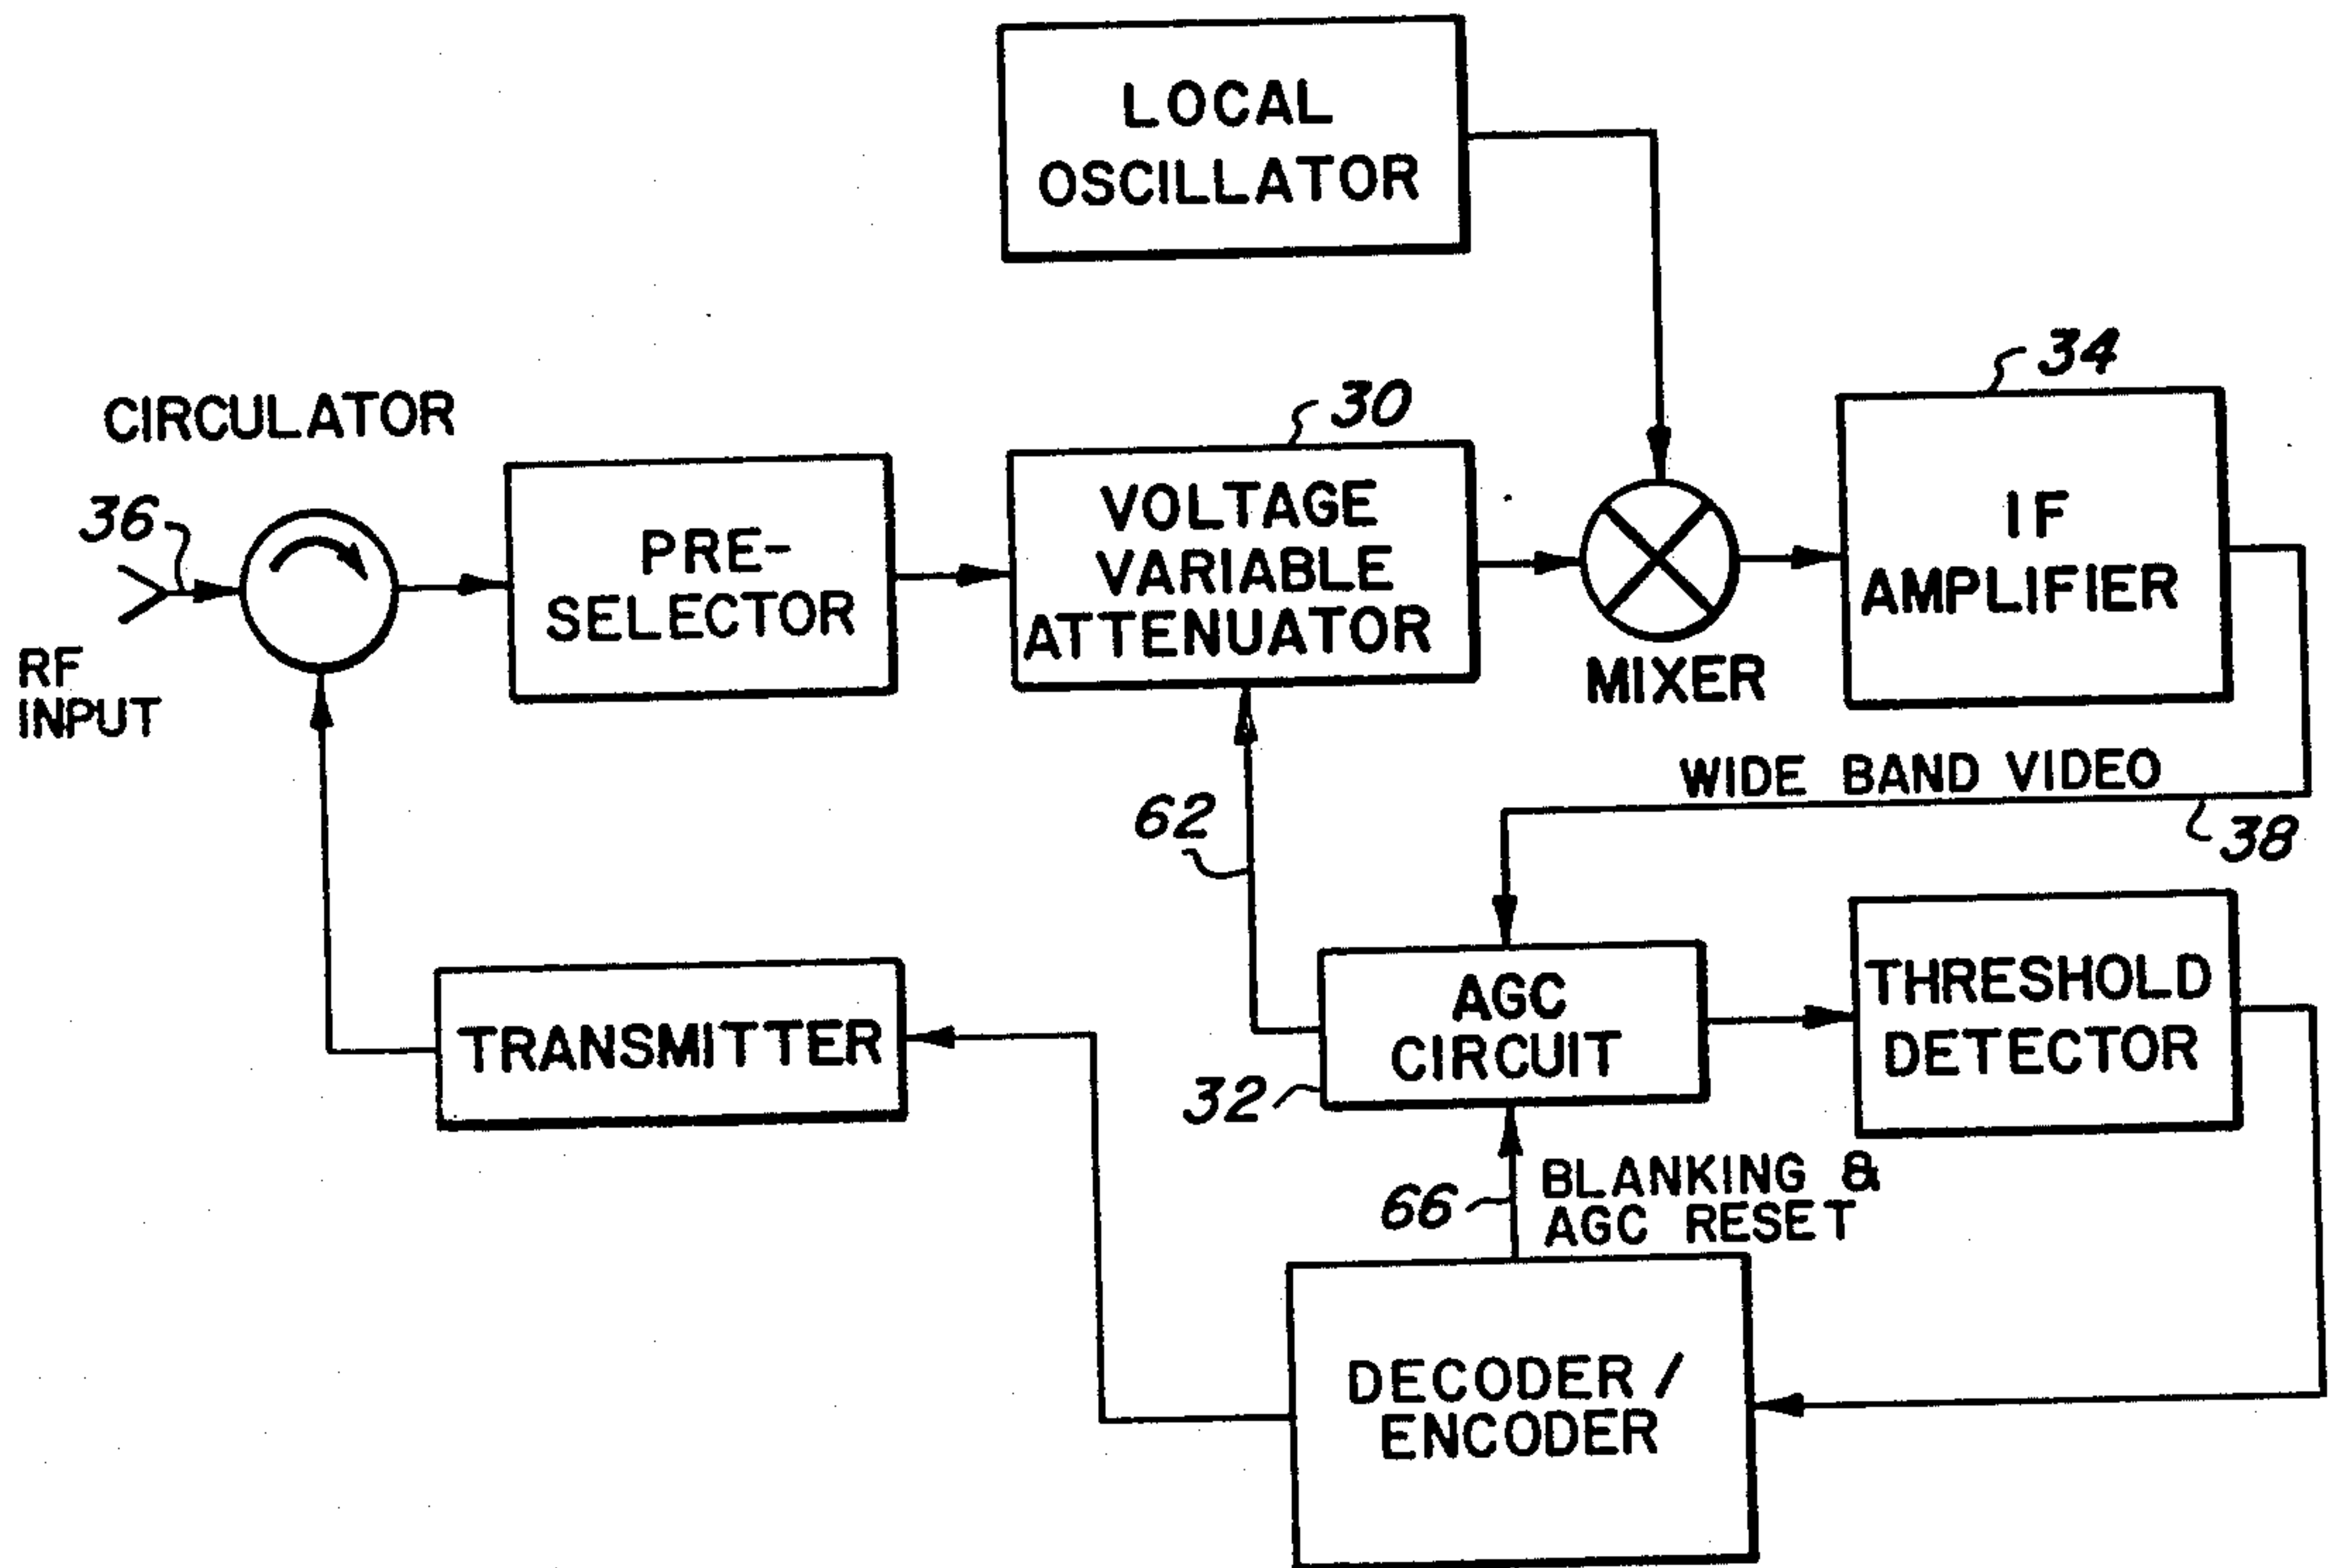 LOCAL
OSCILLATOR
34
30
CIRCULATOR
36
RF
INPUT
PRE-
SELECTOR
VOLTAGE
VARIABLE
ATTENUATOR
MIXER
IF
AMPLIFIER
WIDE BAND VIDEO
38
62
TRANSMITTER
AGC
CIRCUIT
32
THRESHOLD
DETECTOR
66
BLANKING &
AGC RESET
DECODER /
ENCODER